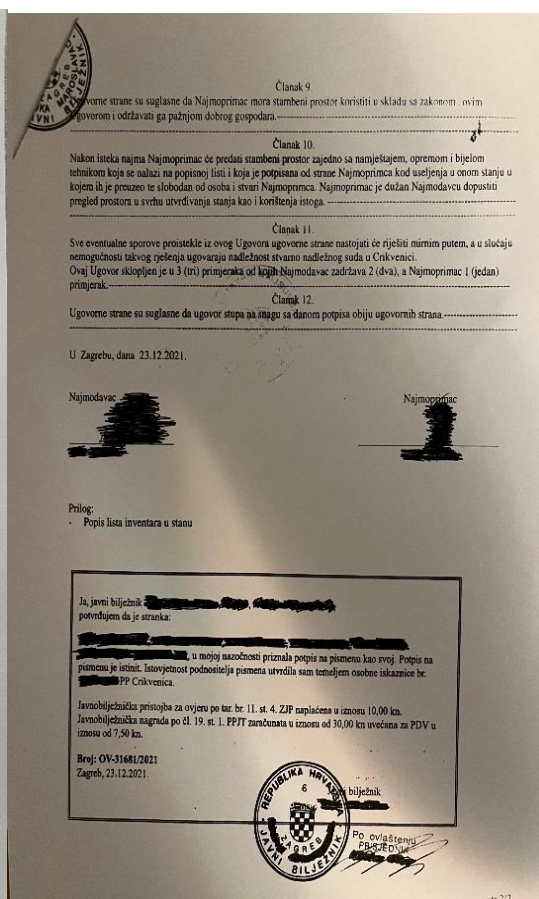 ZAGREB
JAVNI
Članak 9
Ugovorne strane su suglasne da Najmoprimac mora stambeni prostor koristiti u skladu sa zakonom, ovim
ugovorom i održavati ga pažnjom dobrog gospodara.
Članak 10.
Nakon isteka najma Najmoprimac će predati stambeni prostor zajedno sa namještajem, opremom i bijelom
tehnikom koja se nalazi na popisnoj listi i koja je potpisana od strane Najmoprimca kod useljenja u onom stanju u
kojem ih je preuzeo te slobodan od osoba i stvari Najmoprimca. Najmoprimac je dužan Najmodavcu dopustiti
pregled prostora u svrhu utvrđivanja stanja kao i korištenja istoga.
Članak 11.
Sve eventualne sporove proistekle iz ovog Ugovora ugovorne strane nastojati će riješiti mirnim putem, a u slučaju
nemogućnosti takvog rješenja ugovaraju nadležnost stvarno nadležnog suda u Crikvenici.
Ovaj Ugovor sklopljen je u 3 (tri) primjeraka od kojih Najmodavac zadržava 2 (dva), a Najmoprimac 1 (jedan)
primjerak.
Članak 12.
Ugovorne strane su suglasne da ugovor stupa na snagu sa danom potpisa obiju ugovornih strana.
U Zagrebu, dana 23.12.2021.
Najmodavac
Najmoprimac
Prilog:
- Popis lista inventara u stanu
Ja, javni bilježnik
potvrđujem da je stranka:
, u mojoj nazočnosti priznala potpis na pismenu kao svoj. Potpis na
pismenu je istinit. Istovjetnost podnositelja pismena utvrdila sam temeljem osobne iskaznice br.
PP Crikvenica.
Javnobilježnička pristojba za ovjeru po tar. br. 11. st. 4. ZJP naplaćena u iznosu 10,00 kn.
Javnobilježnička nagrada po čl. 19. st. 1. PPJT zaračunata u iznosu od 30,00 kn uvećana za PDV u
iznosu od 7,50 kn.
Broj: OV-31681/2021
Zagreb, 23.12.2021.
bilježnik
REPUBLIKA HRVATSKA
6
ZAGREB
JAVNI BILJEŽNIK
Po ovlaštenju
PRISJEDNIK